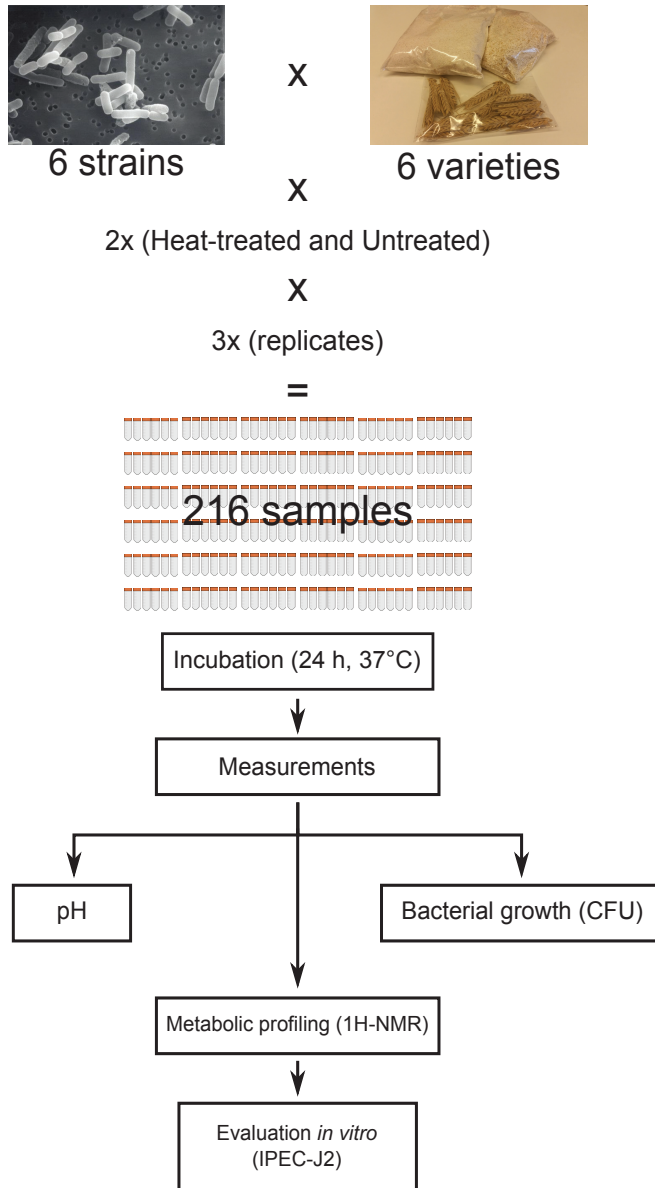 x
6 strains
6 varieties
x
2x (Heat-treated and Untreated)
x
3x (replicates)
=
216 samples
Incubation (24 h, 37°C)
Measurements
pH
Bacterial growth (CFU)
Metabolic profiling (1H-NMR)
Evaluation in vitro
(IPEC-J2)